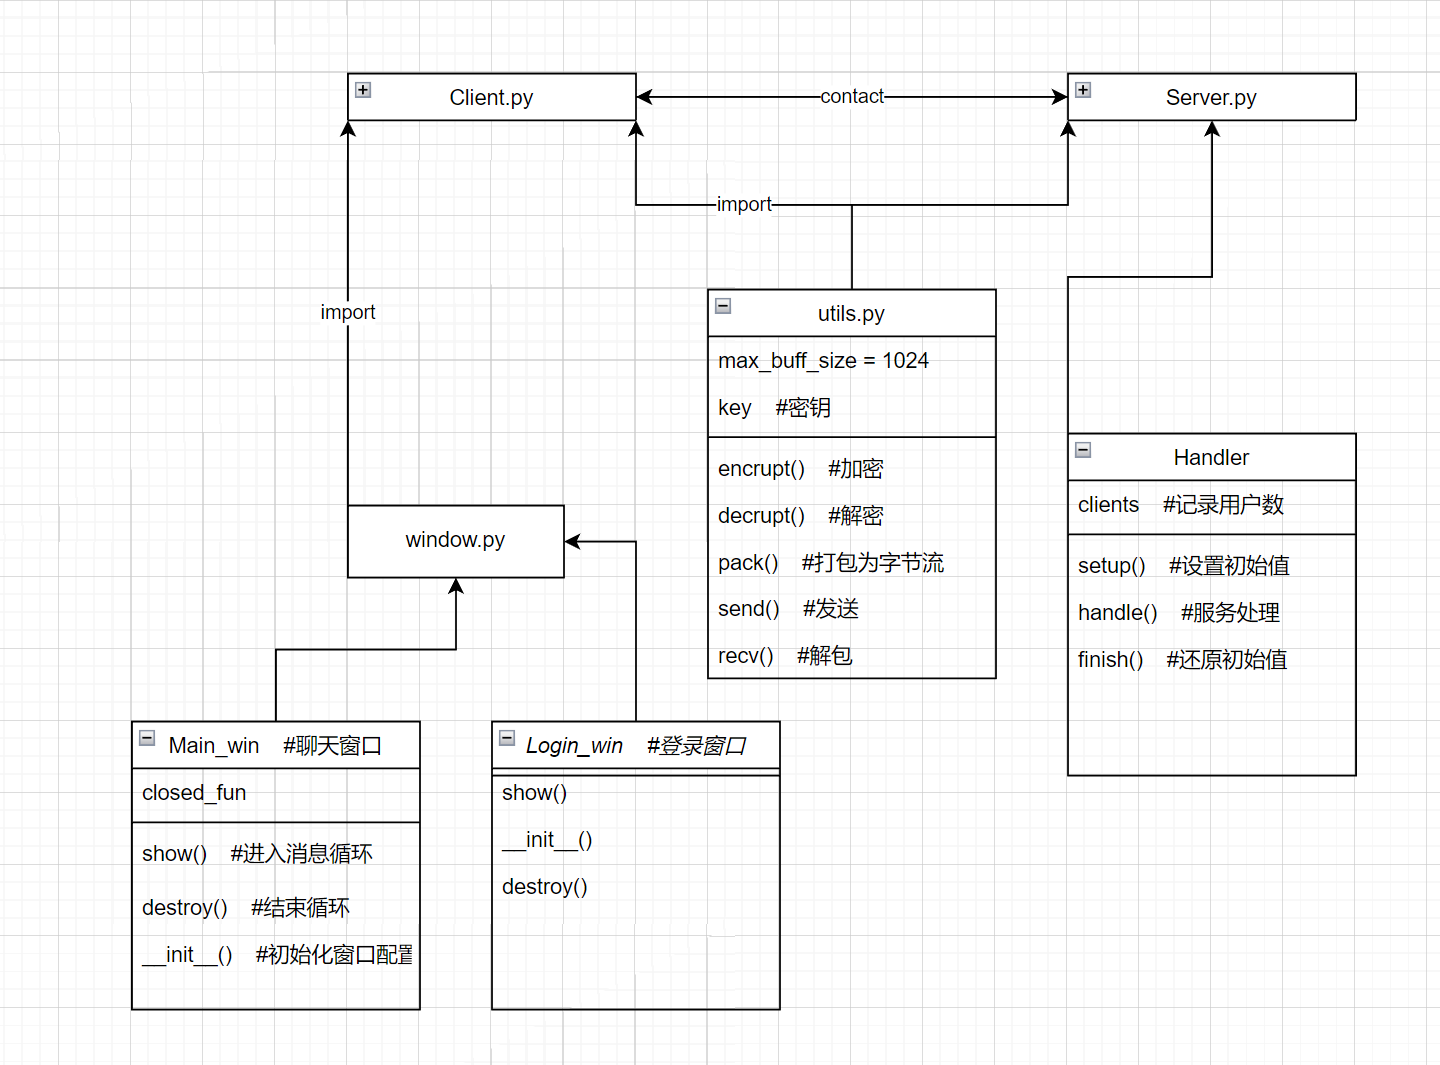 Client.py
contact
Server.py
import
import
utils.py
max_buff_size = 1024
key #密钥
encrupt() #加密
decrupt() #解密
pack() #打包为字节流
send() #发送
recv() #解包
Handler
clients #记录用户数
setup() #设置初始值
handle() #服务处理
finish() #还原初始值
window.py
Main_win #聊天窗口
closed_fun
show() #进入消息循环
destroy() #结束循环
__init__() #初始化窗口配置
Login_win #登录窗口
show()
__init__()
destroy()